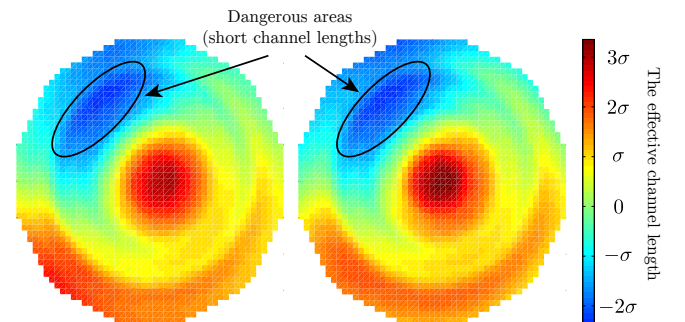 Dangerous areas
(short channel lengths)
3σ
2σ
σ
0
−σ
−2σ
The effective channel length